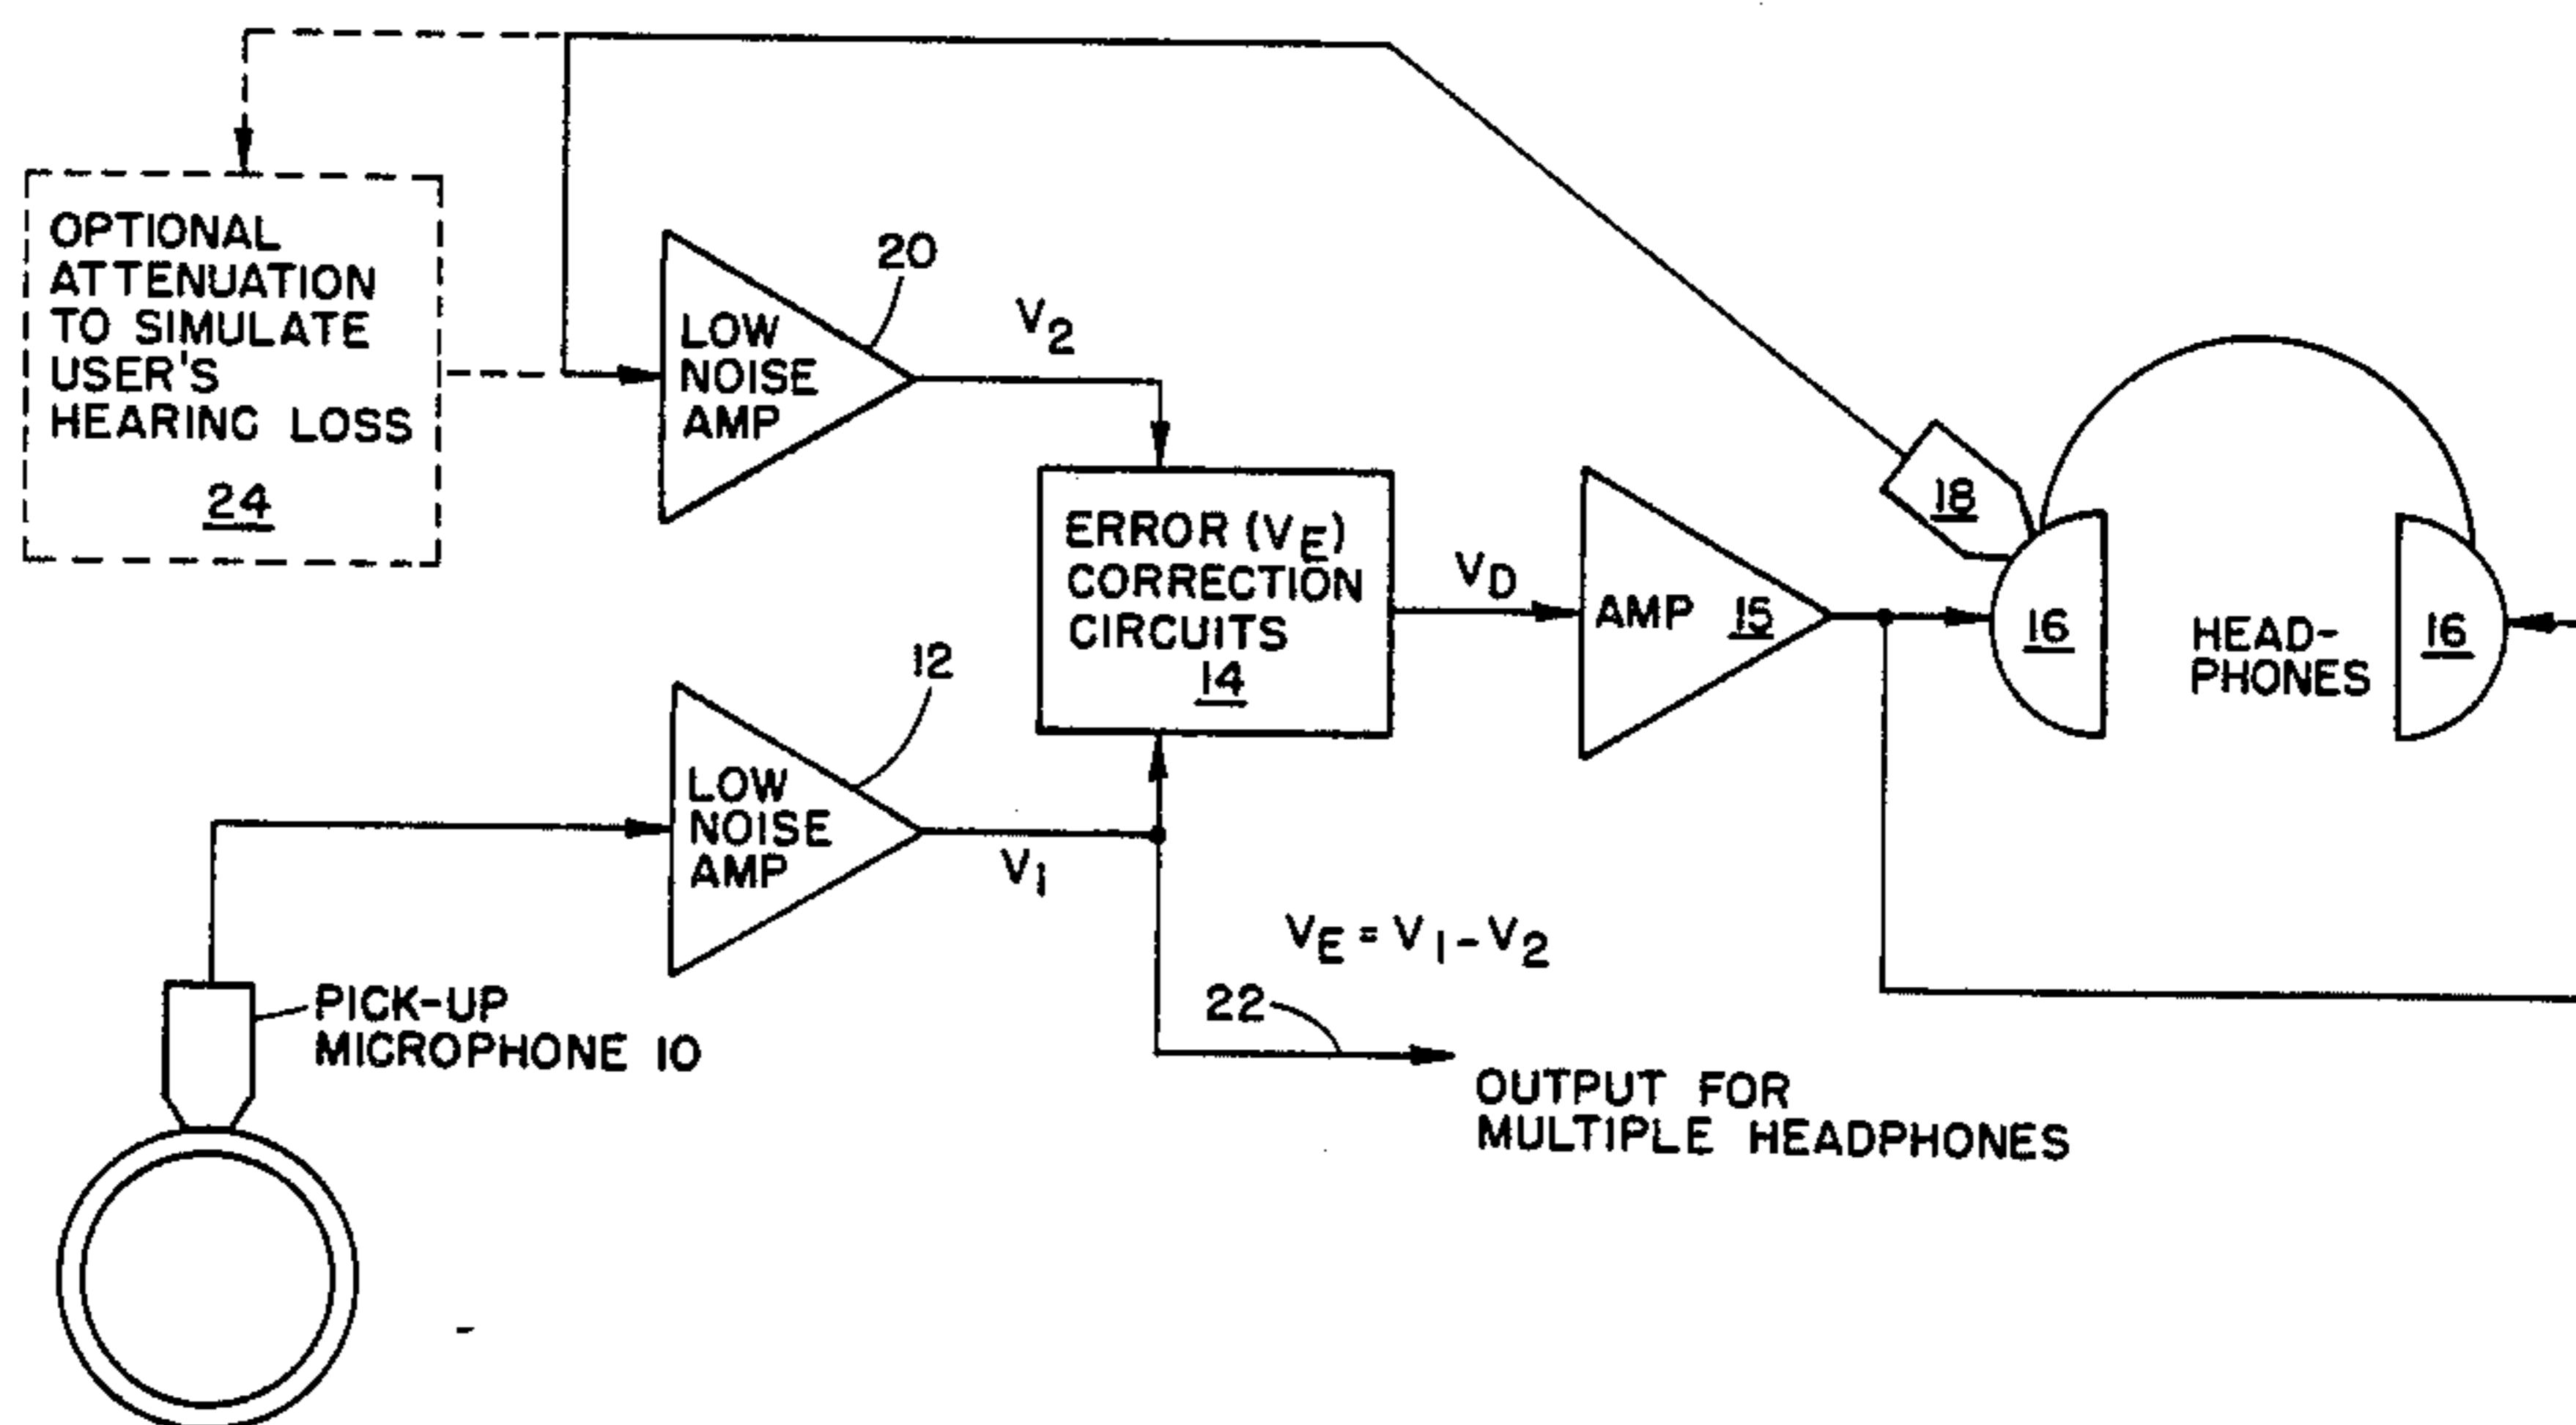 OPTIONAL
ATTENUATION
TO SIMULATE
USER'S
HEARING LOSS
24
LOW
NOISE
AMP
20
V2
ERROR (VE)
CORRECTION
CIRCUITS
14
VD
AMP 15
18
16
HEAD-
PHONES
16
12
LOW
NOISE
AMP
V1
VE = V1 - V2
22
OUTPUT FOR
MULTIPLE HEADPHONES
PICK-UP
MICROPHONE 10